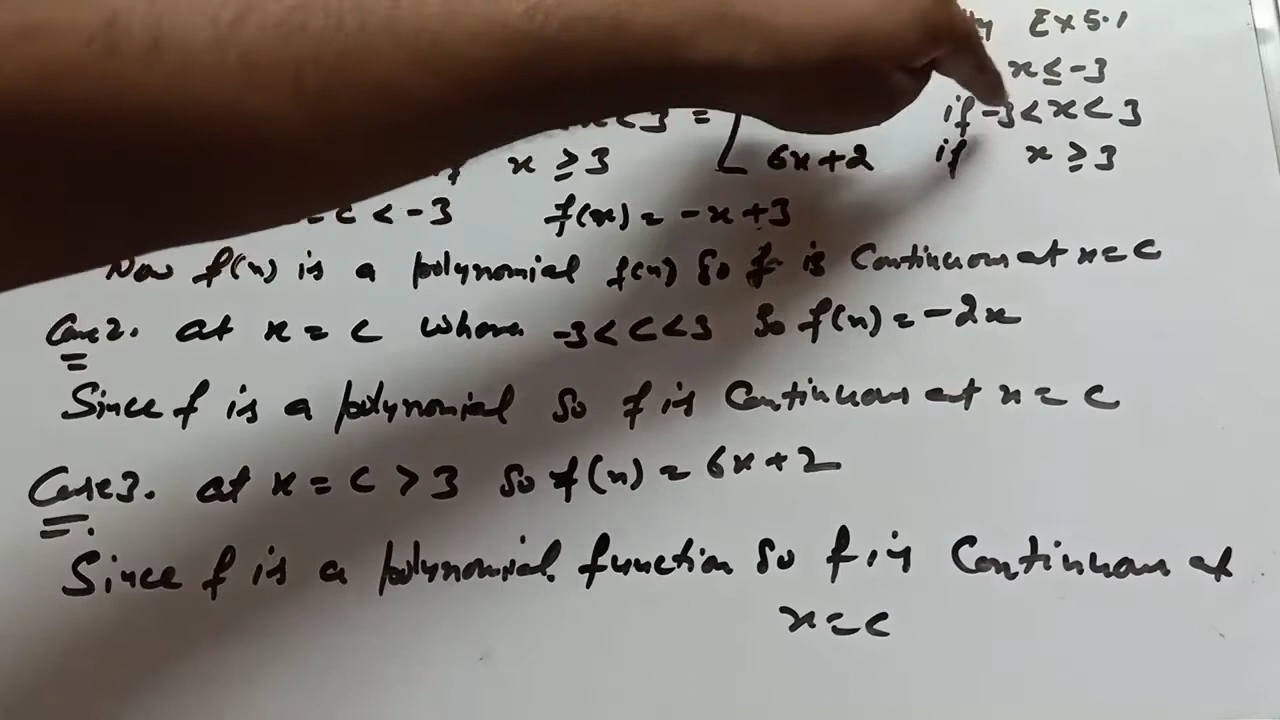 Ex 5.1
x ≤ -3
x < 3 = if -3 < x < 3
x ≥ 3 6x+2 if x ≥ 3
= c < -3 f(x) = -x+3
Now f(x) is a polynomial f(x) So f is Continuous at x=c
Case 2. at x = c where -3 < c < 3 So f(x) = -2x
Since f is a polynomial So f is Continuous at x = c
Case 3. at x = c > 3 So f(x) = 6x+2
Since f is a polynomial function So f is Continuous at
x=c